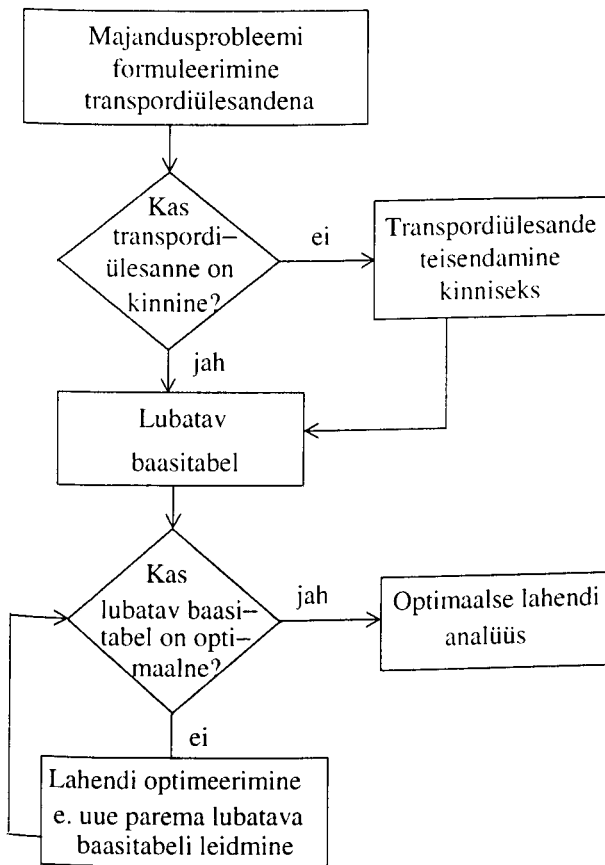 Majandusprobleemi
formuleerimine
transpordiülesandena
Kas
transpordi–
ülesanne on
kinnine?
ei
Transpordiülesande
teisendamine
kinniseks
jah
Lubatav
baasitabel
Kas
lubatav baasi–
tabel on opti–
maalne?
jah
Optimaalse lahendi
analüüs
ei
Lahendi optimeerimine
e. uue parema lubatava
baasitabeli leidmine